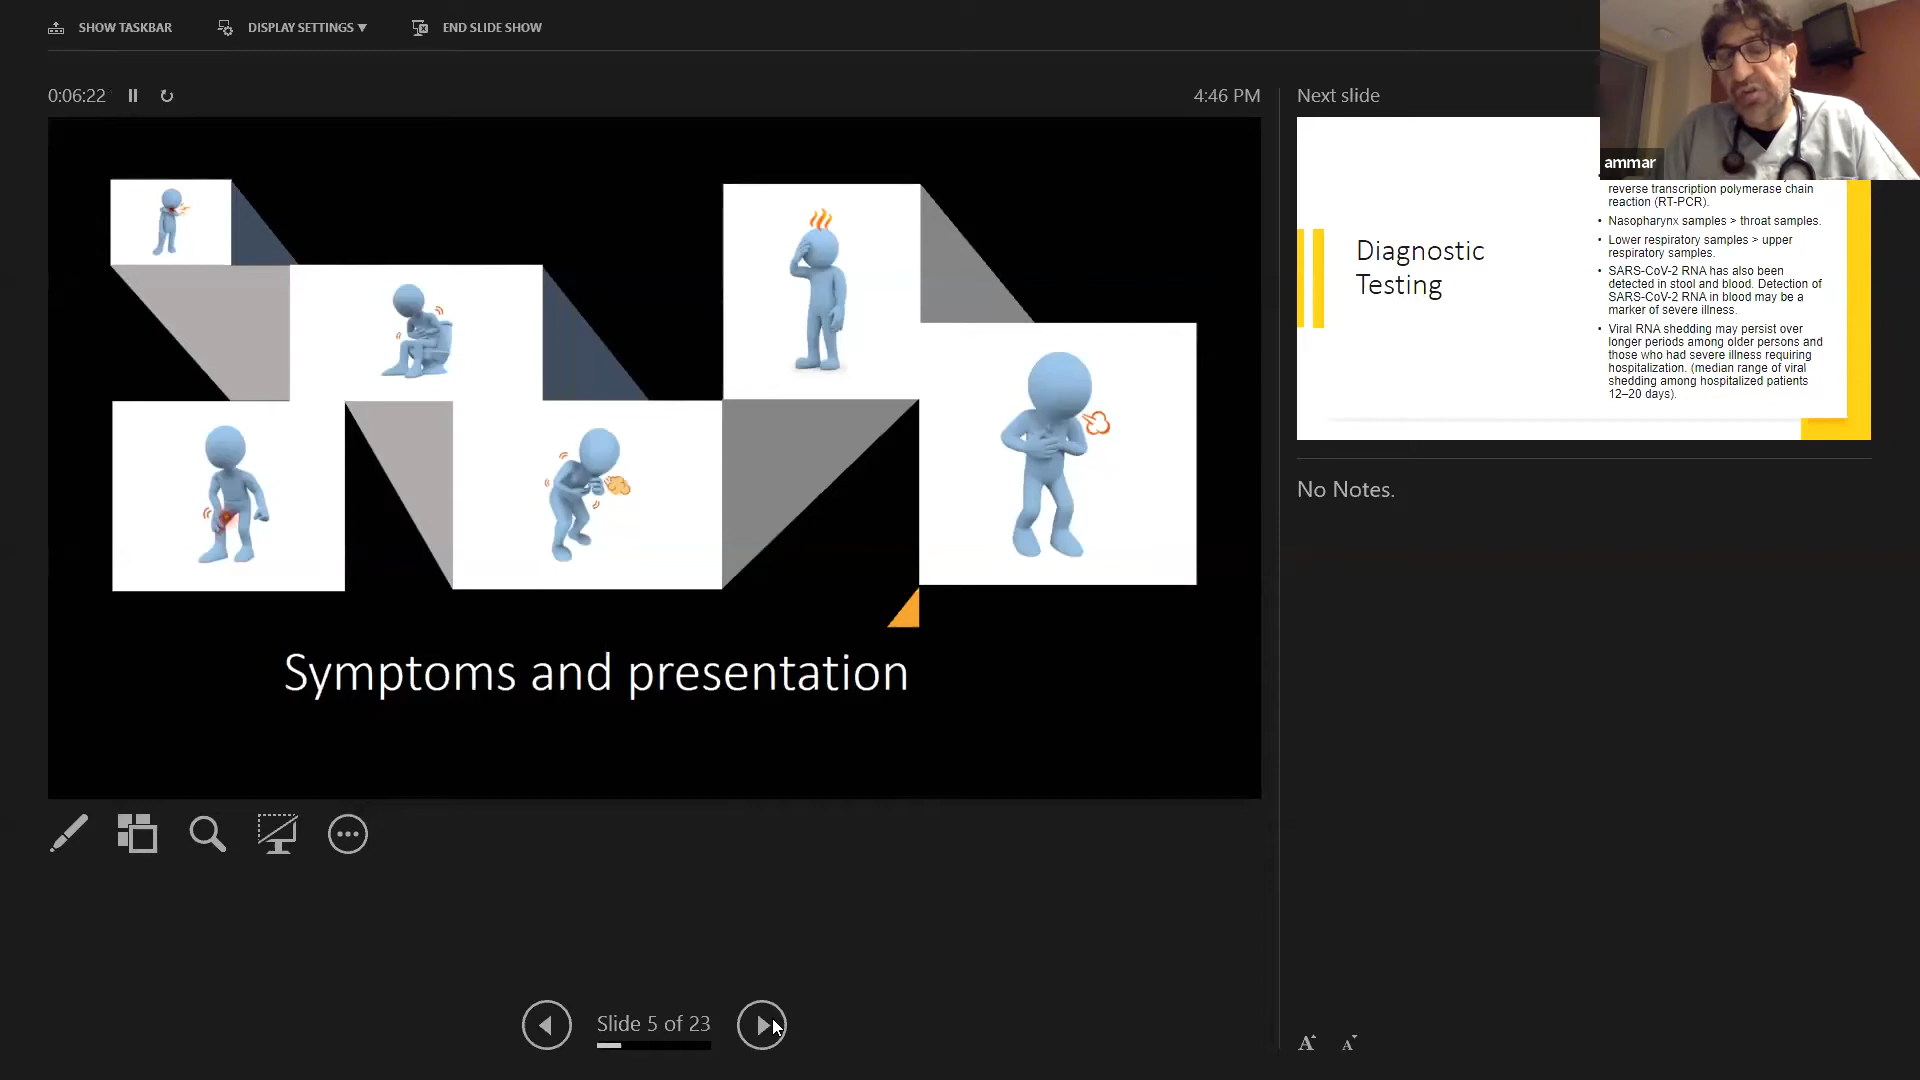 SHOW TASKBAR
DISPLAY SETTINGS ▼
END SLIDE SHOW
0:06:22
4:46 PM
Next slide
ammar
Symptoms and presentation
Diagnostic
Testing
reverse transcription polymerase chain
reaction (RT-PCR).
• Nasopharynx samples > throat samples.
• Lower respiratory samples > upper
respiratory samples.
• SARS-CoV-2 RNA has also been
detected in stool and blood. Detection of
SARS-CoV-2 RNA in blood may be a
marker of severe illness.
• Viral RNA shedding may persist over
longer periods among older persons and
those who had severe illness requiring
hospitalization. (median range of viral
shedding among hospitalized patients
12–20 days).
No Notes.
Slide 5 of 23
A A